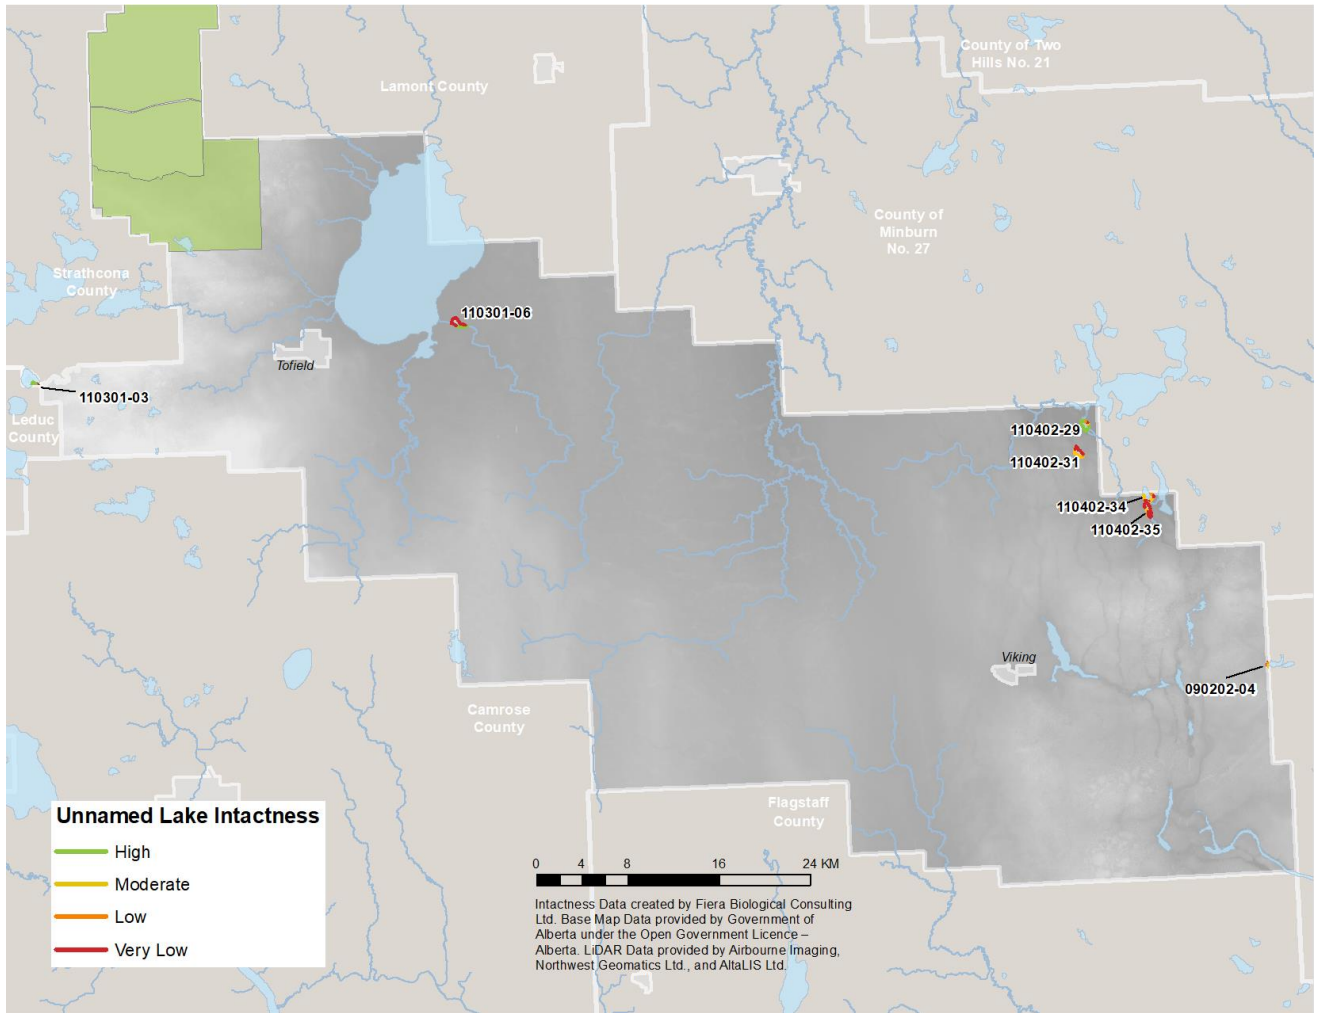 County of Two
Hills No. 21
Lamont County
County of
Minburn
No. 27
Strathcona
County
110301-06
Tofield
110301-03
Leduc
County
110402-29
110402-31
110402-34
110402-35
Viking
090202-04
Camrose
County
Flagstaff
County
Unnamed Lake Intactness
High
Moderate
Low
Very Low
0 4 8 16 24 KM
Intactness Data created by Fiera Biological Consulting
Ltd. Base Map Data provided by Government of
Alberta under the Open Government Licence –
Alberta. LiDAR Data provided by Airbourne Imaging,
Northwest Geomatics Ltd., and AltaLIS Ltd.